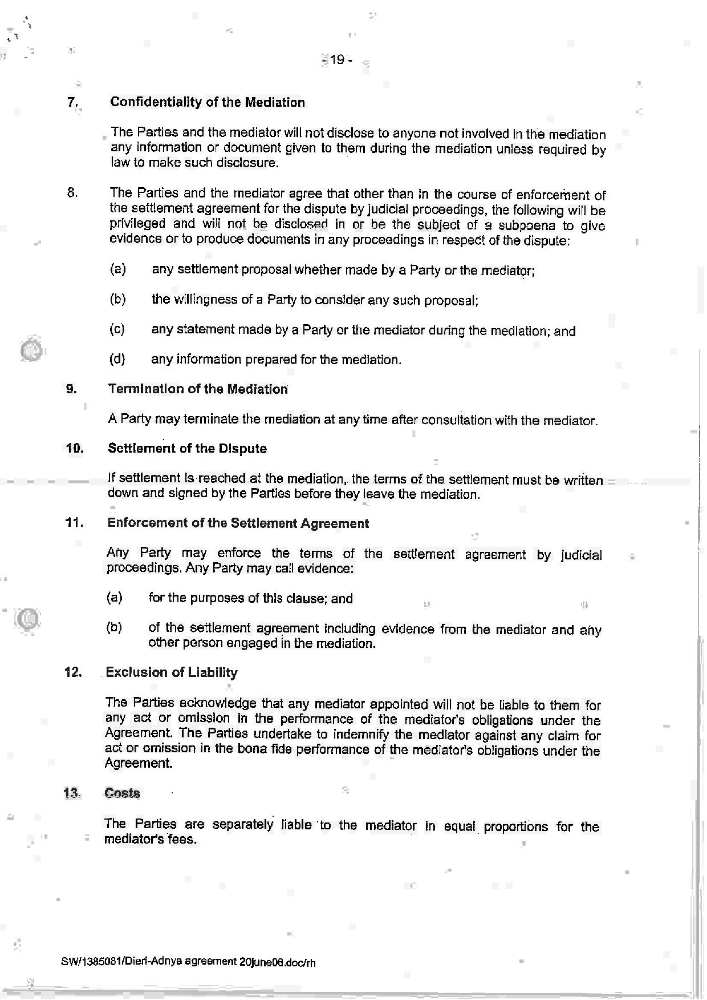 - 19 -
7. Confidentiality of the Mediation
The Parties and the mediator will not disclose to anyone not involved in the mediation
any information or document given to them during the mediation unless required by
law to make such disclosure.
8. The Parties and the mediator agree that other than in the course of enforcement of
the settlement agreement for the dispute by judicial proceedings, the following will be
privileged and will not be disclosed in or be the subject of a subpoena to give
evidence or to produce documents in any proceedings in respect of the dispute:
(a) any settlement proposal whether made by a Party or the mediator;
(b) the willingness of a Party to consider any such proposal;
(c) any statement made by a Party or the mediator during the mediation; and
(d) any information prepared for the mediation.
9. Termination of the Mediation
A Party may terminate the mediation at any time after consultation with the mediator.
10. Settlement of the Dispute
If settlement is reached at the mediation, the terms of the settlement must be written
down and signed by the Parties before they leave the mediation.
11. Enforcement of the Settlement Agreement
Any Party may enforce the terms of the settlement agreement by judicial
proceedings. Any Party may call evidence:
(a) for the purposes of this clause; and
(b) of the settlement agreement including evidence from the mediator and any
other person engaged in the mediation.
12. Exclusion of Liability
The Parties acknowledge that any mediator appointed will not be liable to them for
any act or omission in the performance of the mediator's obligations under the
Agreement. The Parties undertake to indemnify the mediator against any claim for
act or omission in the bona fide performance of the mediator's obligations under the
Agreement.
13. Costs
The Parties are separately liable to the mediator in equal proportions for the
mediator's fees.
SW/1385081/Dieri-Adnya agreement 20june06.doc/rh